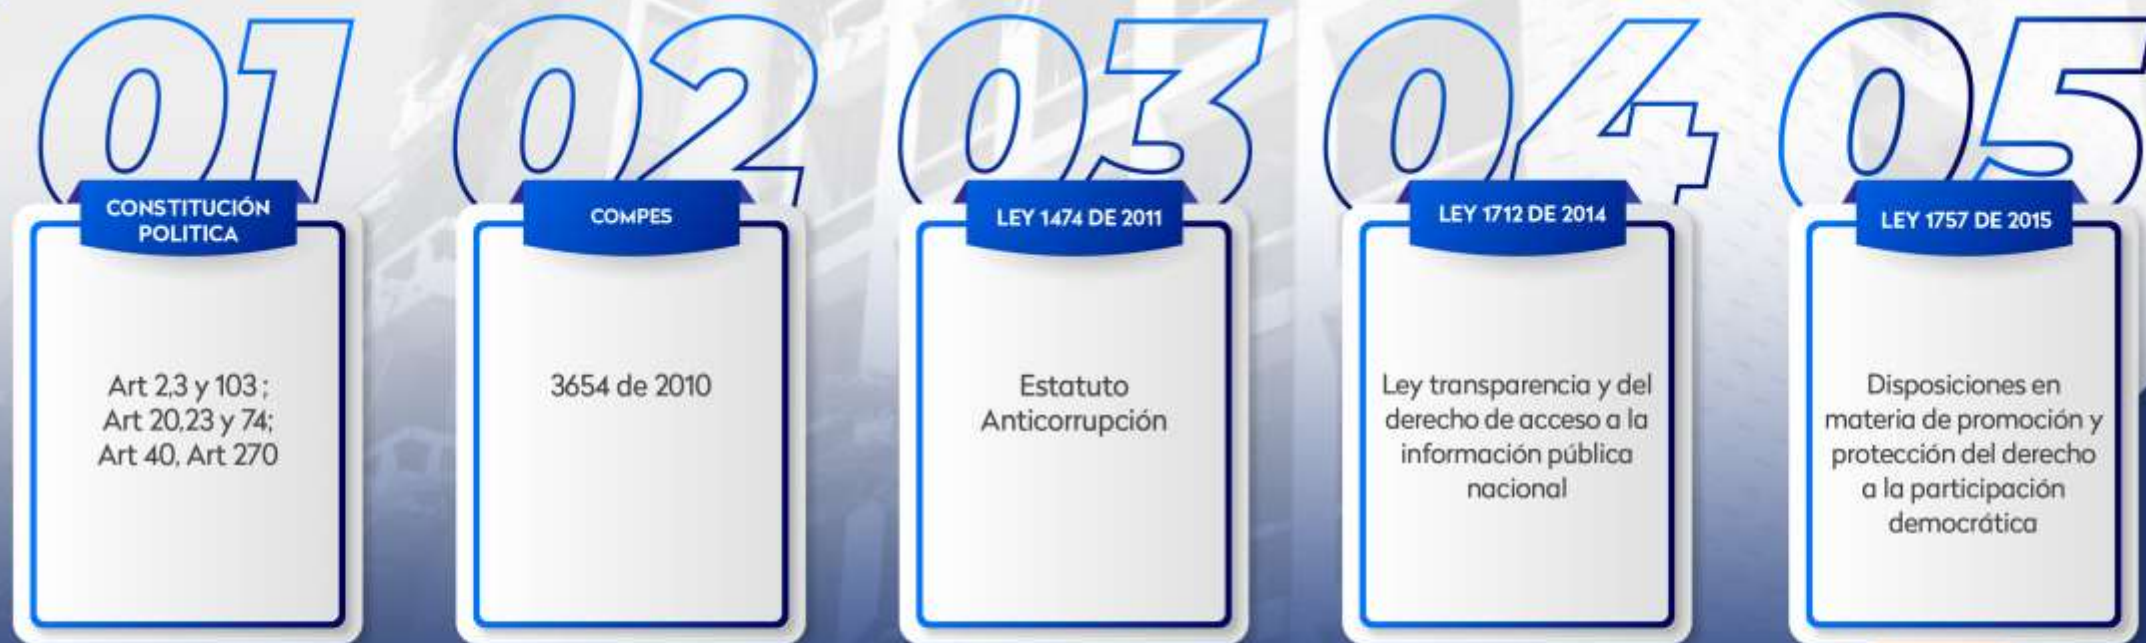 01
CONSTITUCIÓN
POLITICA
Art 2,3 y 103 ;
Art 20,23 y 74;
Art 40, Art 270
02
COMPES
3654 de 2010
03
LEY 1474 DE 2011
Estatuto
Anticorrupción
04
LEY 1712 DE 2014
Ley transparencia y del
derecho de acceso a la
información pública
nacional
05
LEY 1757 DE 2015
Disposiciones en
materia de promoción y
protección del derecho
a la participación
democrática